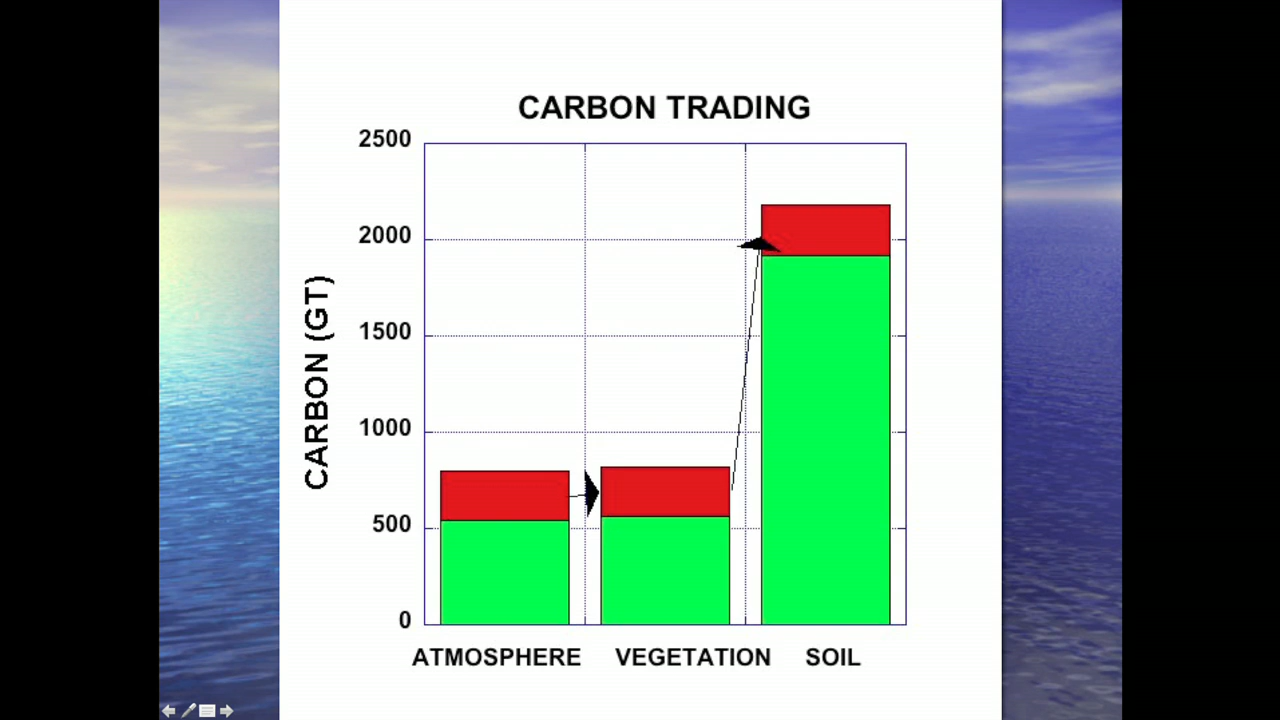 CARBON TRADING
2500
2000
1500
1000
500
0
CARBON (GT)
ATMOSPHERE VEGETATION SOIL